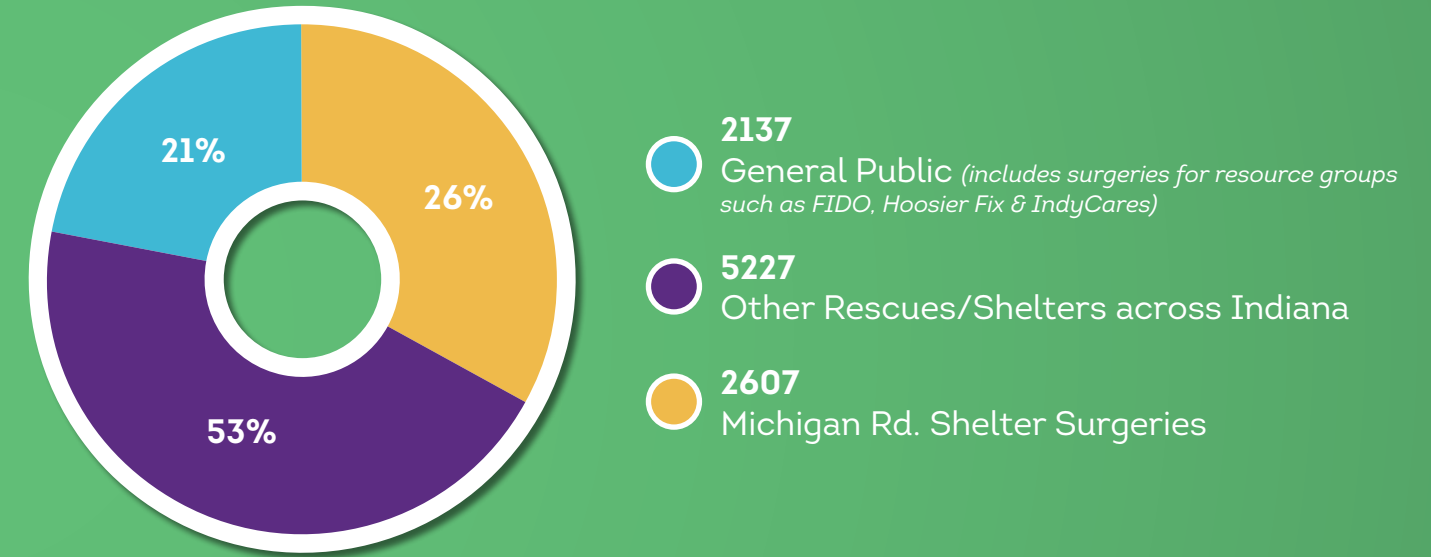 21%
26%
53%
2137
General Public (includes surgeries for resource groups
such as FIDO, Hoosier Fix & IndyCares)
5227
Other Rescues/Shelters across Indiana
2607
Michigan Rd. Shelter Surgeries